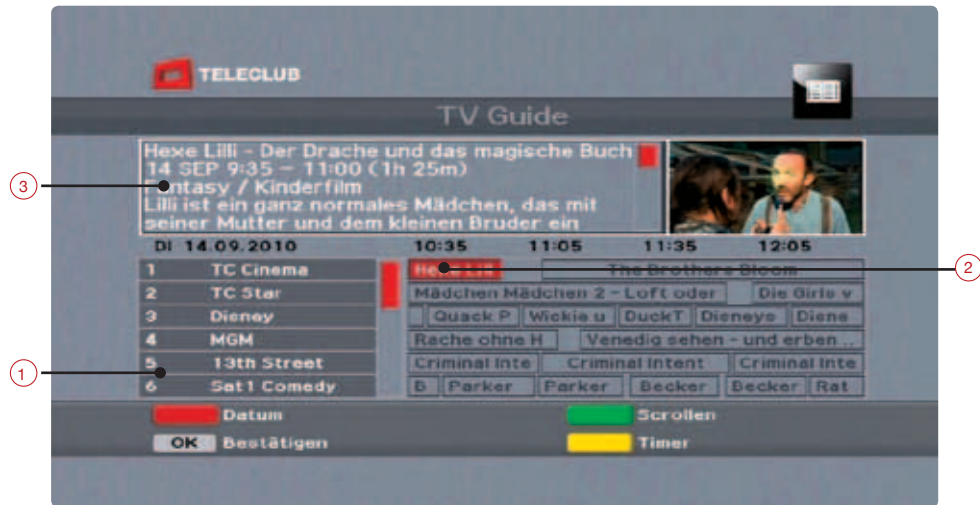 TELECLUB
TV Guide
Hexe Lilli - Der Drache und das magische Buch
14 SEP 9:35 - 11:00 (1h 25m)
Fantasy / Kinderfilm
Lilli ist ein ganz normales Mädchen, das mit
seiner Mutter und dem kleinen Bruder ein
3
DI 14.09.2010 10:35 11:05 11:35 12:05
1 TC Cinema Hexe Lilli The Brothers Bloom
2
2 TC Star Mädchen Mädchen 2 - Loft oder Die Girls v
3 Disney Quack P Wickie u DuckT Disneys Disne
4 MGM Rache ohne H Venedig sehen - und erben ..
5 13th Street Criminal Inte Criminal Intent Criminal Inte
1
6 Sat1 Comedy B Parker Parker Becker Becker Rat
Datum Scrollen
OK Bestätigen Timer